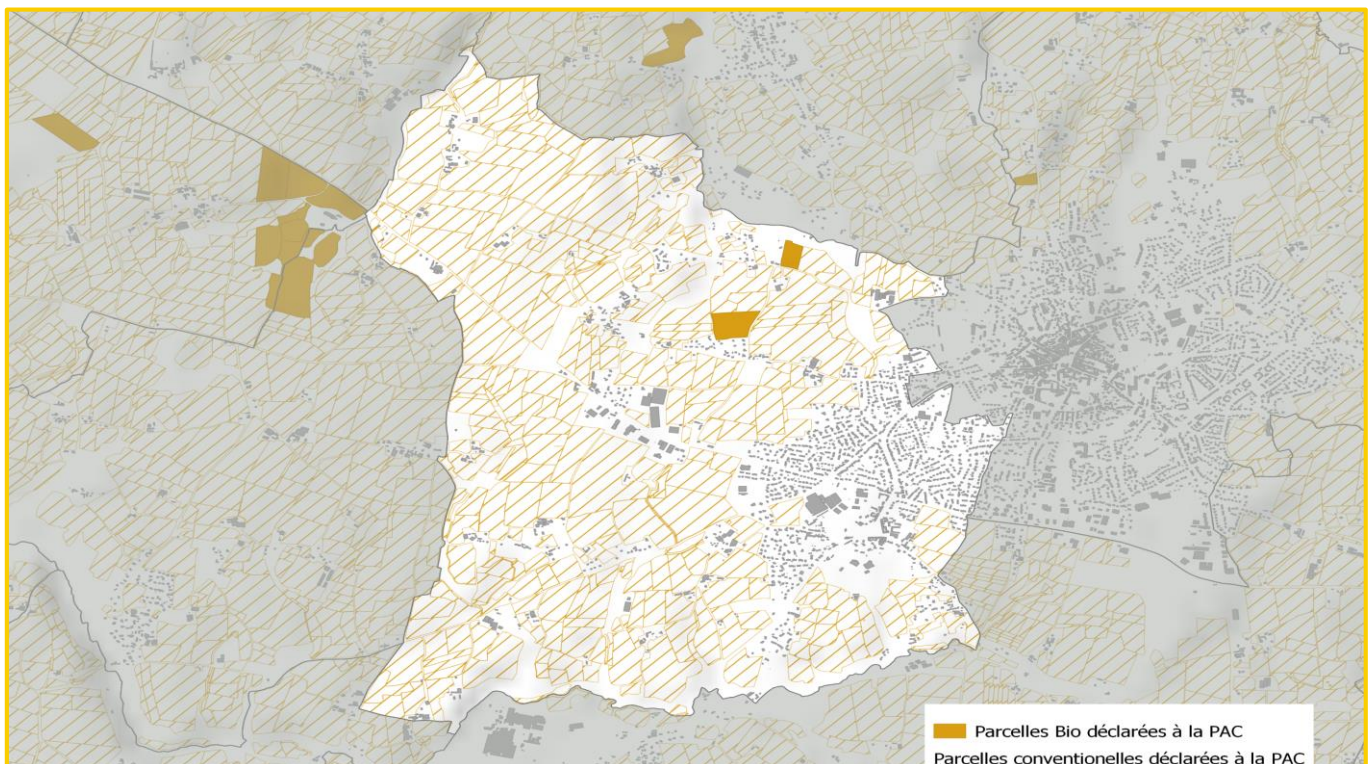 Parcelles Bio déclarées à la PAC
Parcelles conventionelles déclarées à la PAC